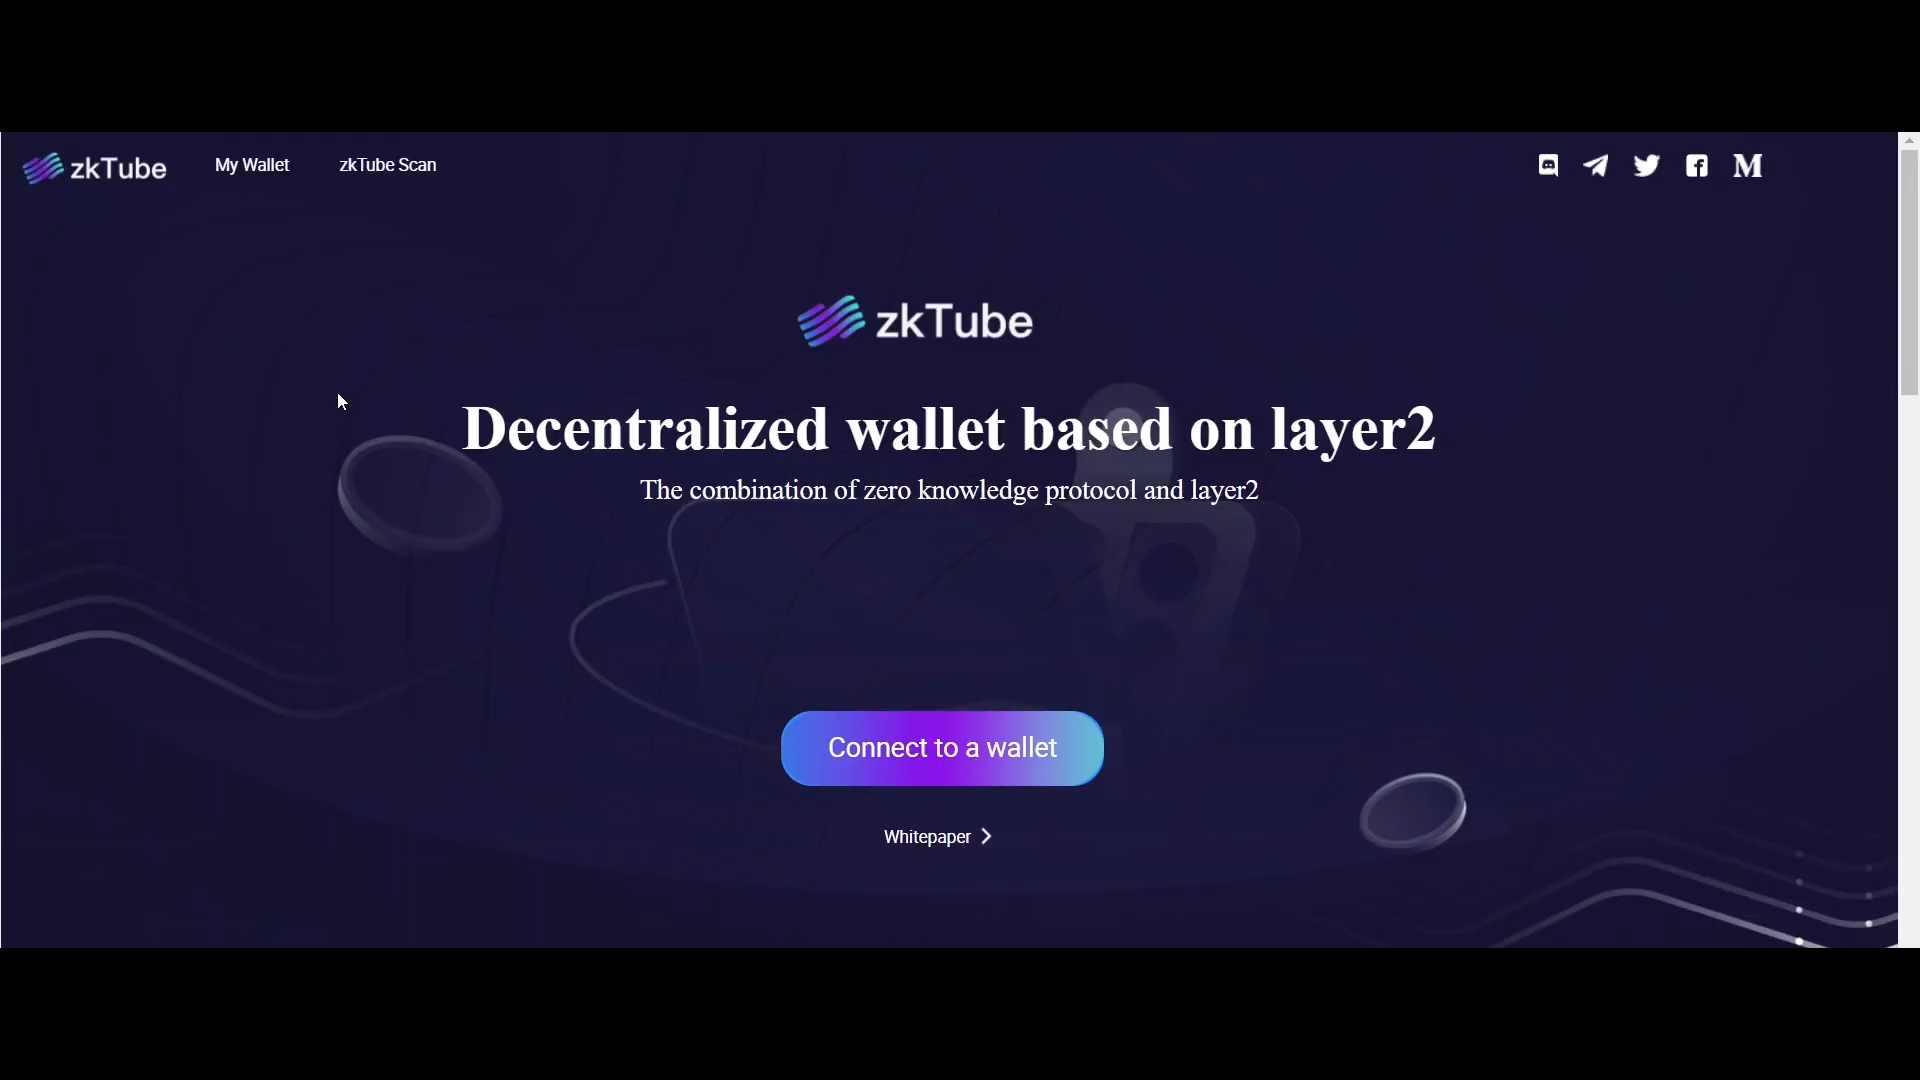 zkTube My Wallet zkTube Scan
zkTube
Decentralized wallet based on layer2
The combination of zero knowledge protocol and layer2
Connect to a wallet
Whitepaper